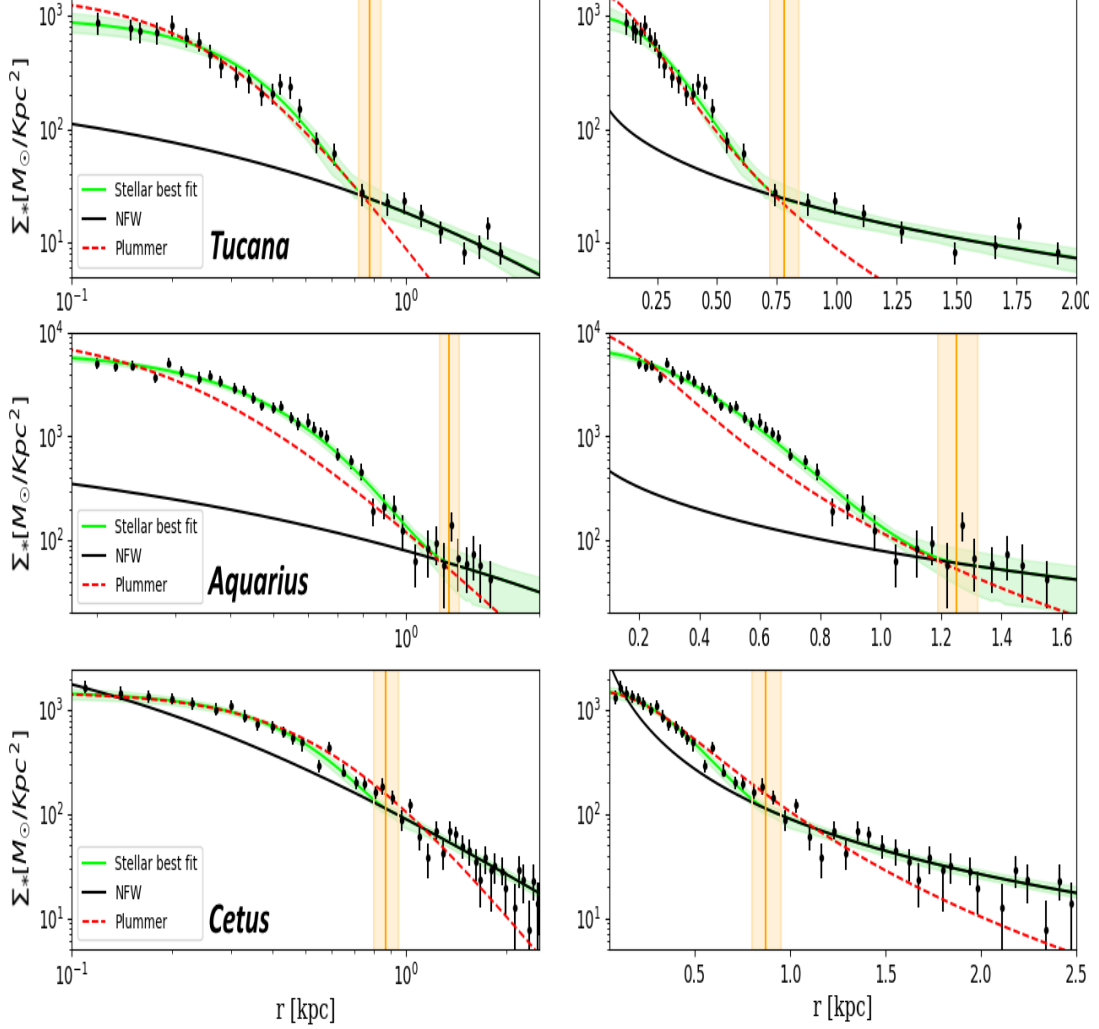 10³
10²
10¹
Σ*[M⊙/Kpc²]
Stellar best fit
NFW
Plummer
Tucana
10⁻¹
10⁰
10³
10²
10¹
0.25 0.50 0.75 1.00 1.25 1.50 1.75 2.00
10⁴
10³
10²
Σ*[M⊙/Kpc²]
Stellar best fit
NFW
Plummer
Aquarius
10⁰
10⁴
10³
10²
0.2 0.4 0.6 0.8 1.0 1.2 1.4 1.6
10³
10²
10¹
Σ*[M⊙/Kpc²]
Stellar best fit
NFW
Plummer
Cetus
10⁻¹
10⁰
r [kpc]
10³
10²
10¹
0.5 1.0 1.5 2.0 2.5
r [kpc]